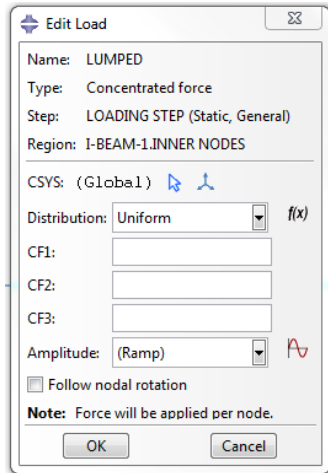 Edit Load
Name: LUMPED
Type: Concentrated force
Step: LOADING STEP (Static, General)
Region: I-BEAM-1.INNER NODES
CSYS: (Global)
Distribution: Uniform f(x)
CF1:
CF2:
CF3:
Amplitude: (Ramp)
Follow nodal rotation
Note: Force will be applied per node.
OK Cancel